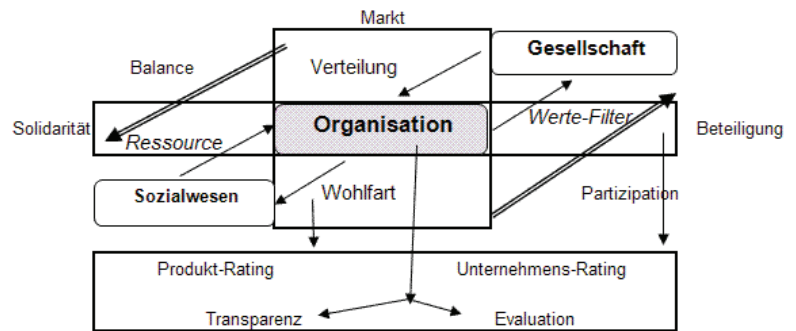 Markt
Gesellschaft
Balance
Verteilung
Solidarität
Organisation
Werte-Filter
Beteiligung
Ressource
Sozialwesen
Wohlfart
Partizipation
Produkt-Rating
Unternehmens-Rating
Transparenz
Evaluation